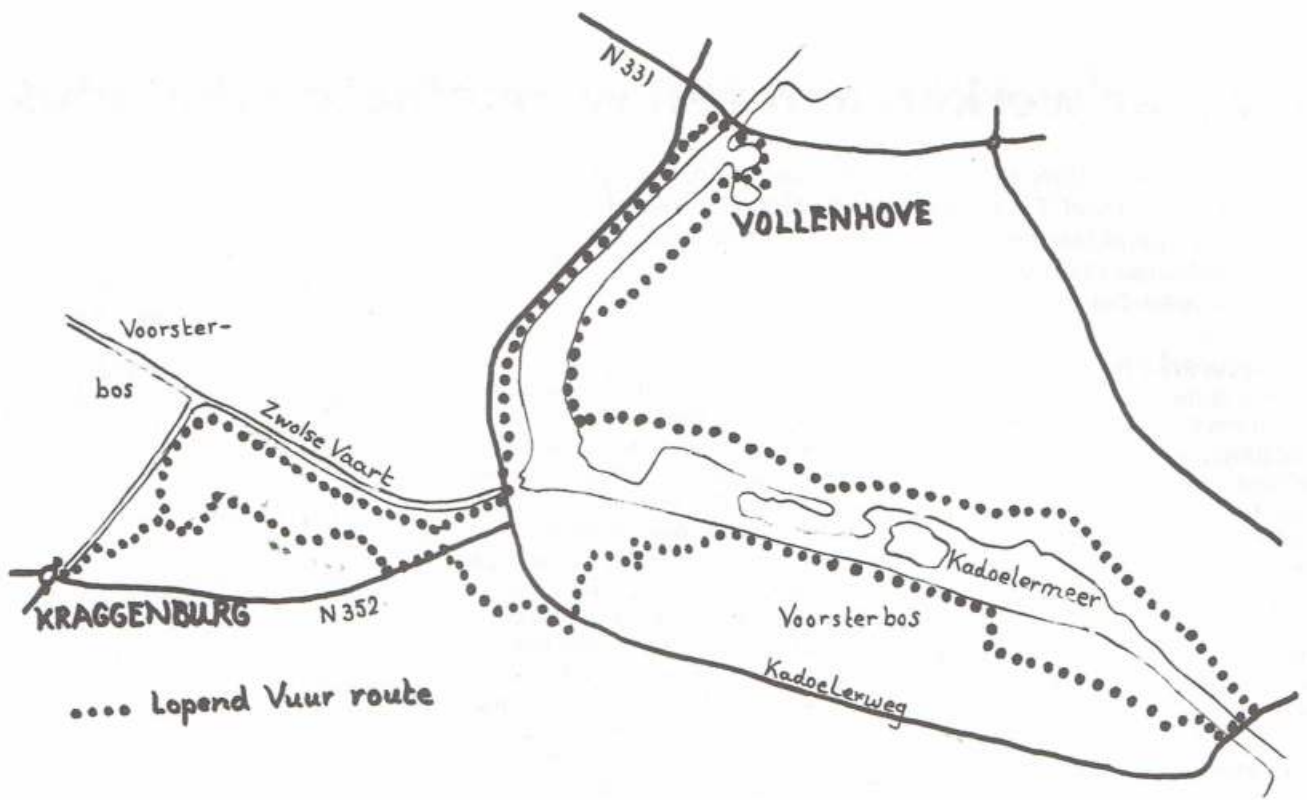 N331
VOLLENHOVE
Voorster-
bos
Zwolse Vaart
Kadoelermeer
KRAGGENBURG
N352
Voorsterbos
Kadoelerweg
.... Lopend Vuur route